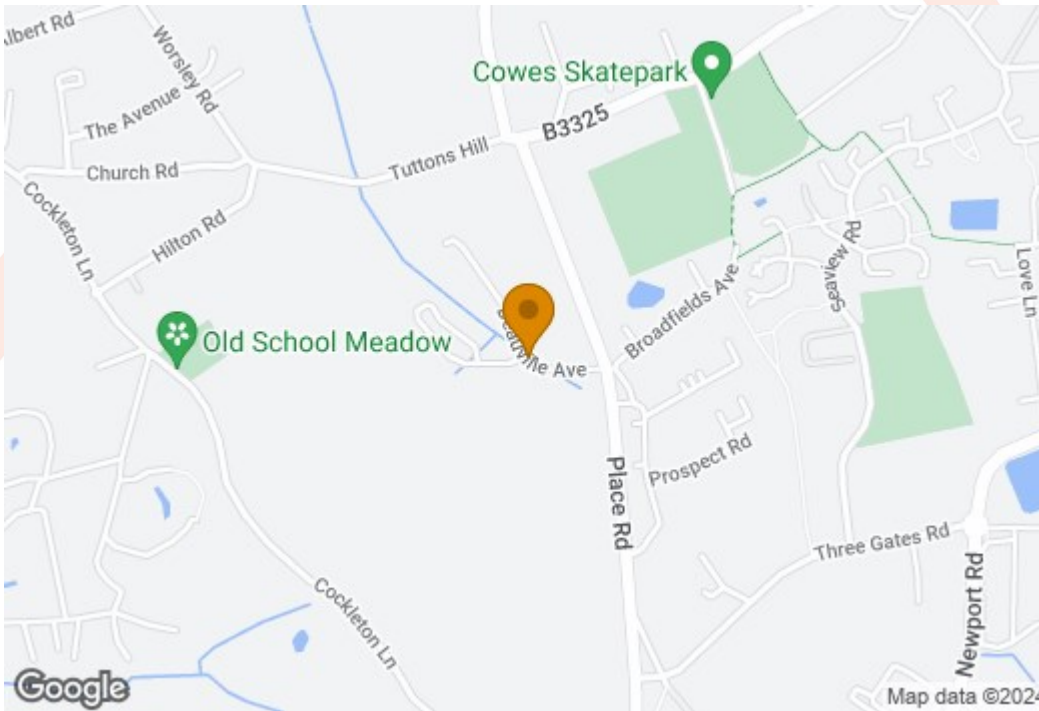 Albert Rd
Worsley Rd
The Avenue
Church Rd
Cockleton Ln
Hilton Rd
Tuttons Hill
B3325
Cowes Skatepark
Old School Meadow
Ave
Broadfields Ave
Seaview Rd
Love Ln
Prospect Rd
Place Rd
Three Gates Rd
Newport Rd
Cockleton Ln
Google
Map data ©2024